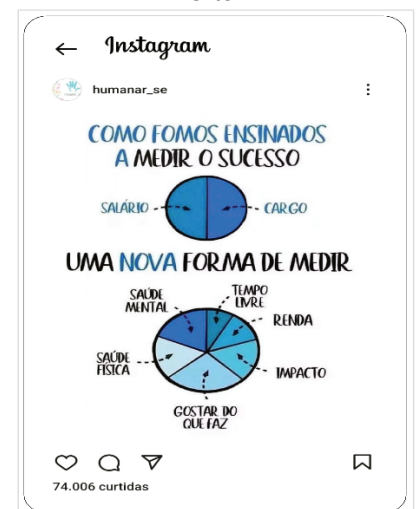 Instagram
humanar_se
COMO FOMOS ENSINADOS
A MEDIR O SUCESSO
SALÁRIO
CARGO
UMA NOVA FORMA DE MEDIR
SAÚDE
MENTAL
TEMPO
LIVRE
RENDA
SAÚDE
FÍSICA
IMPACTO
GOSTAR DO
QUE FAZ
74.006 curtidas